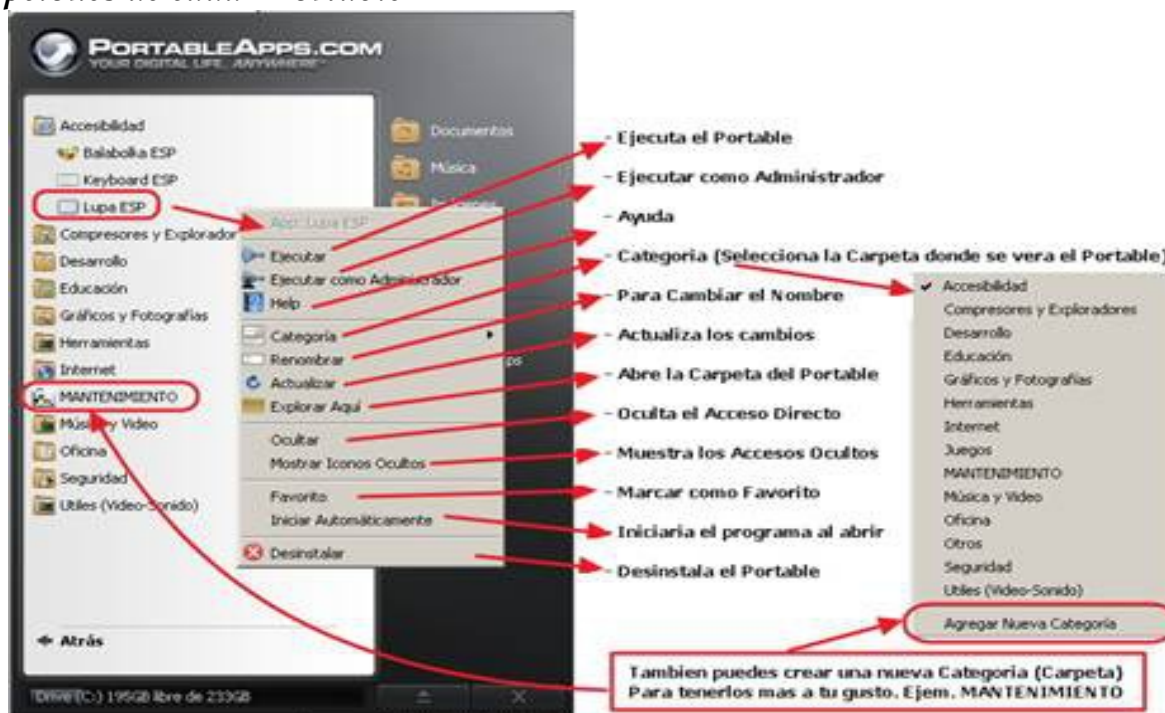 PORTABLEAPPS.COM
YOUR DIGITAL LIFE, ANYWHERE
Accesibilidad
Balabolka ESP
Keyboard ESP
Lupa ESP
Compresores y Explorador
Desarrollo
Educación
Gráficos y Fotografías
Herramientas
Internet
MANTENIMIENTO
Música y Video
Oficina
Seguridad
Utiles (Video-Sonido)
Atrás
Drive (C:) 195GB libre de 233GB
Documentos
Música
App: Lupa ESP
Ejecutar
Ejecutar como Administrador
Help
Categoría
Renombrar
Actualizar
Explorar Aquí
Ocultar
Mostrar Iconos Ocultos
Favorito
Iniciar Automáticamente
Desinstalar
- Ejecuta el Portable
- Ejecutar como Administrador
- Ayuda
- Categoria (Selecciona la Carpeta donde se vera el Portable)
- Para Cambiar el Nombre
- Actualiza los cambios
- Abre la Carpeta del Portable
- Oculta el Acceso Directo
- Muestra los Accesos Ocultos
- Marcar como Favorito
- Iniciaria el programa al abrir
- Desinstala el Portable
Accesibilidad
Compresores y Exploradores
Desarrollo
Educación
Gráficos y Fotografías
Herramientas
Internet
Juegos
MANTENIMIENTO
Música y Video
Oficina
Otros
Seguridad
Utiles (Video-Sonido)
Agregar Nueva Categoría
Tambien puedes crear una nueva Categoria (Carpeta)
Para tenerlos mas a tu gusto. Ejem. MANTENIMIENTO